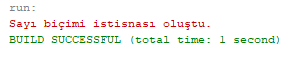 run:
Sayı biçimi istisnası oluştu.
BUILD SUCCESSFUL (total time: 1 second)